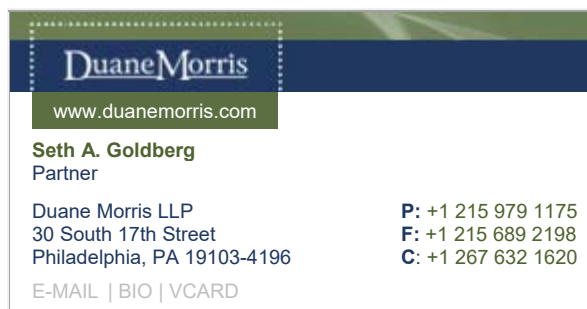 DuaneMorris
www.duanemorris.com
Seth A. Goldberg
Partner
Duane Morris LLP
30 South 17th Street
Philadelphia, PA 19103-4196
P: +1 215 979 1175
F: +1 215 689 2198
C: +1 267 632 1620
E-MAIL | BIO | VCARD